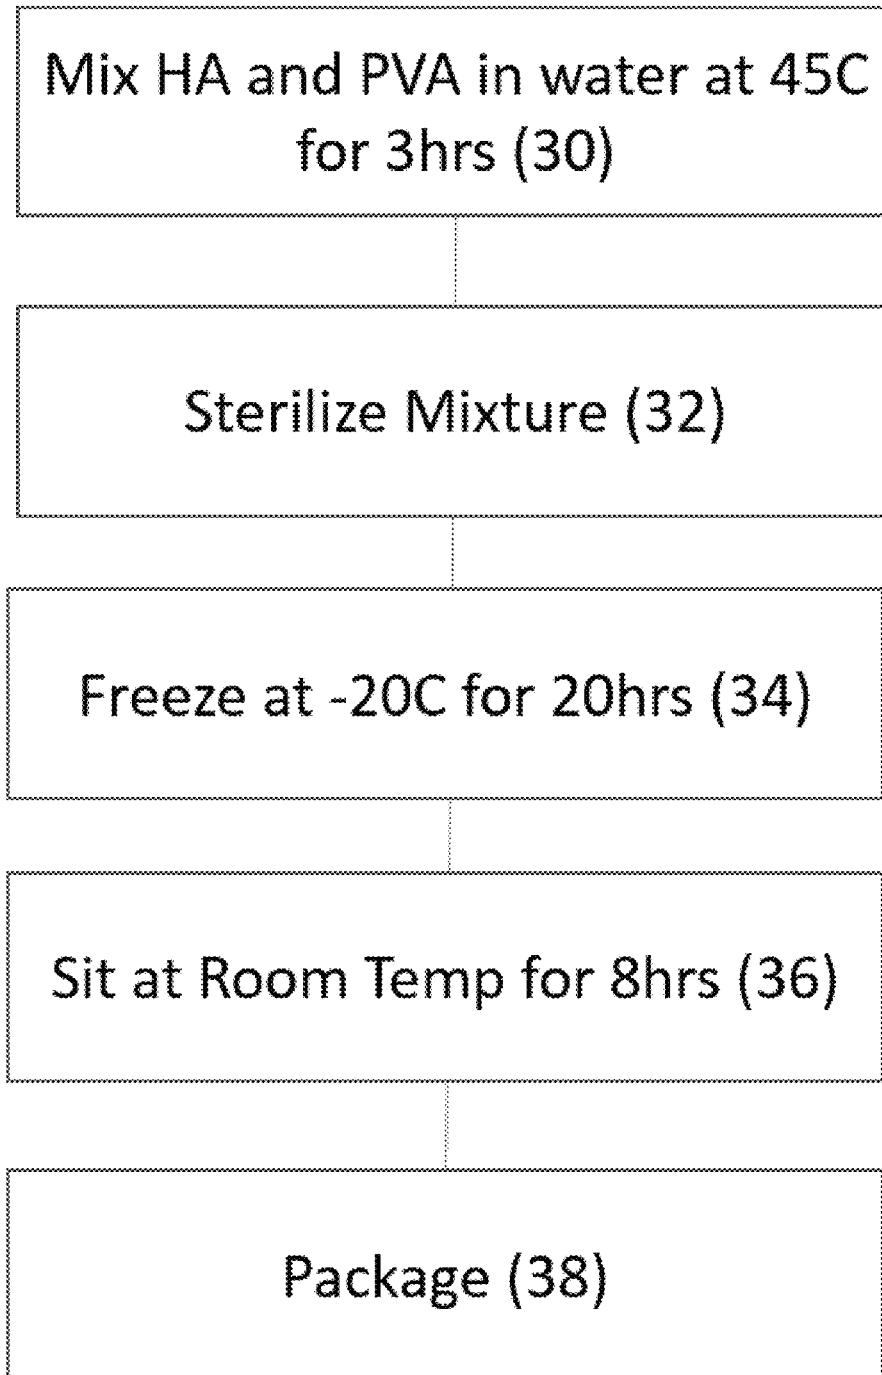 Mix HA and PVA in water at 45C
for 3hrs (30)
Sterilize Mixture (32)
Freeze at -20C for 20hrs (34)
Sit at Room Temp for 8hrs (36)
Package (38)